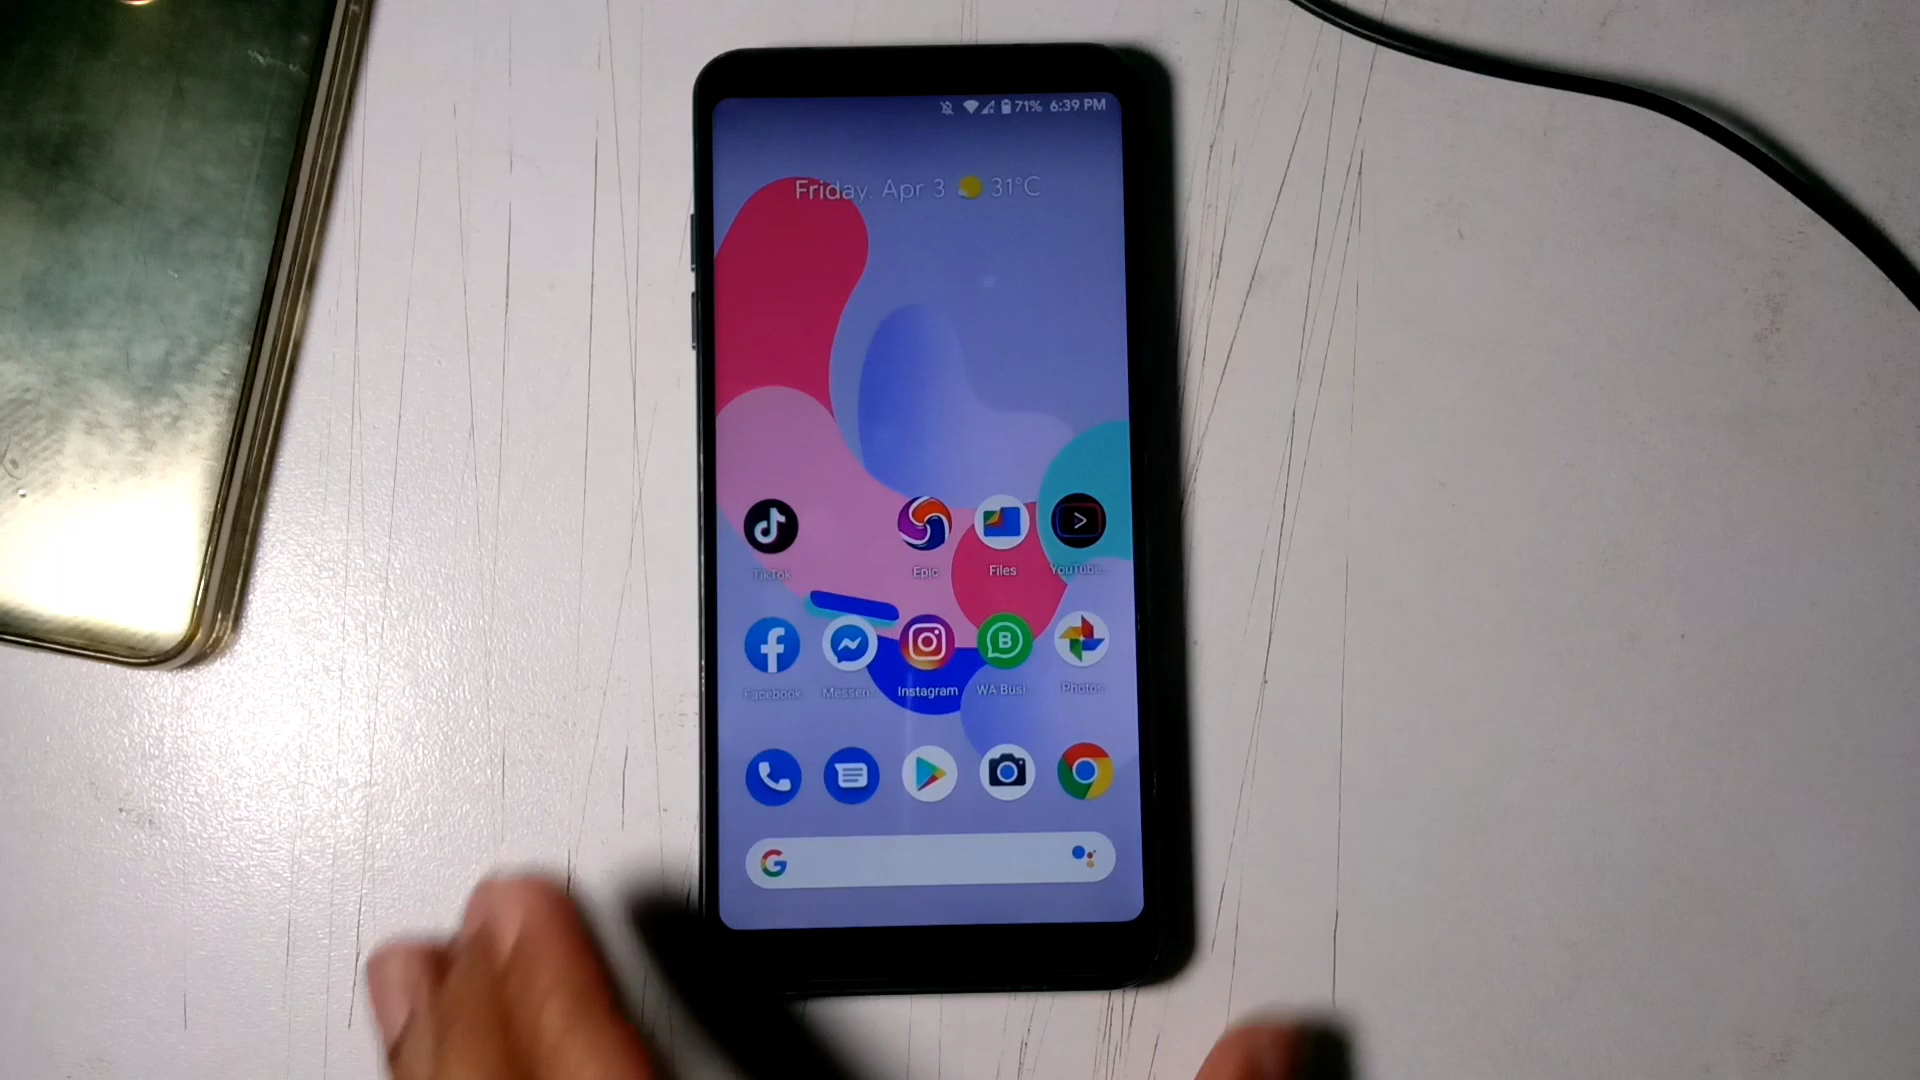 71% 6:39 PM
Friday, Apr 3 31°C
TikTok
Epic
Files
YouTube..
Facebook
Messen..
Instagram
WA Busi..
Photos
B
G